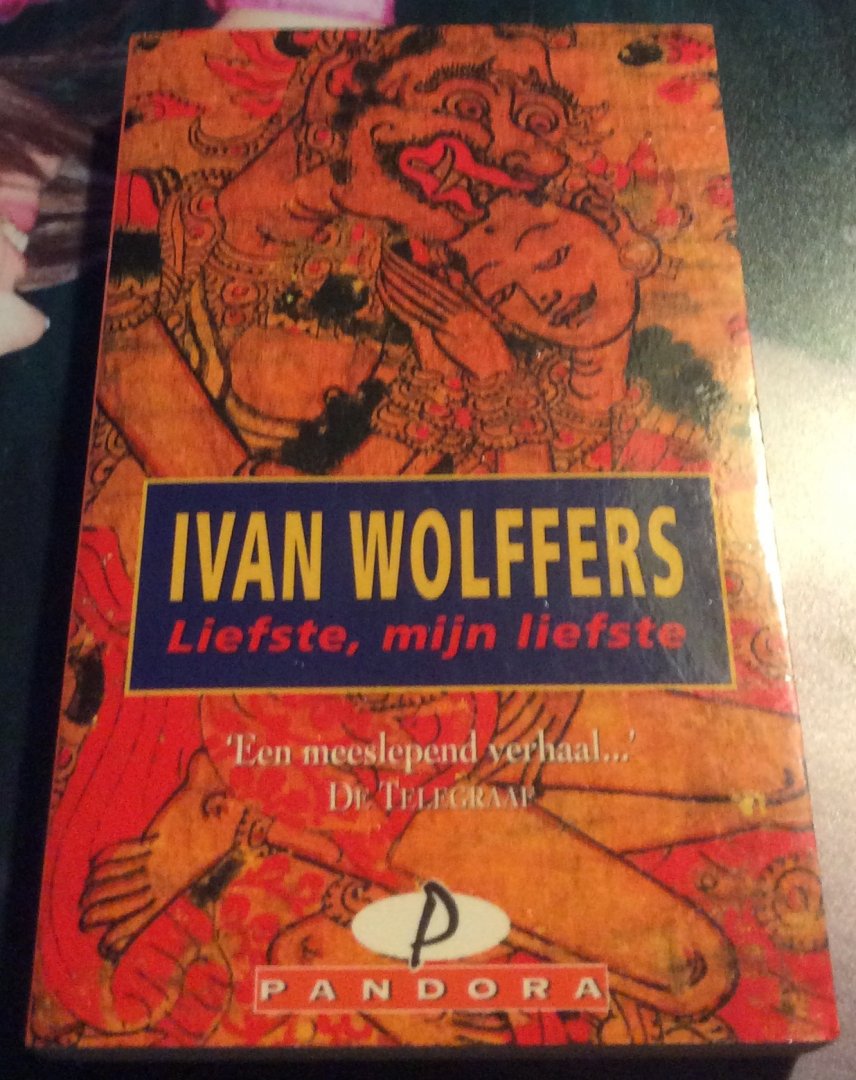 IVAN WOLFFERS
Liefste, mijn liefste
'Een meeslepend verhaal...'
DE TELEGRAAF
P
PANDORA